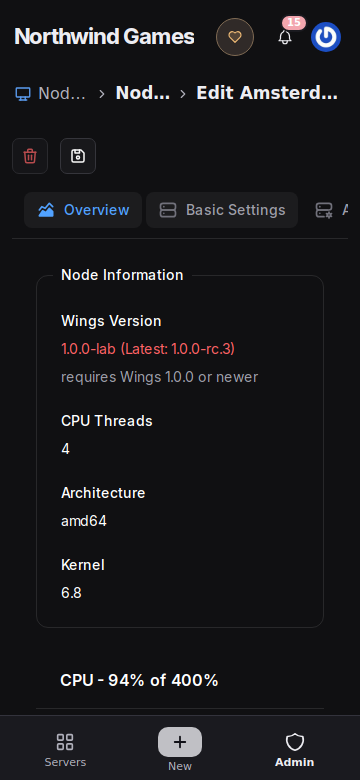 Northwind Games
15
Nod... › Nod... › Edit Amsterd...
Overview
Basic Settings
A
Node Information
Wings Version
1.0.0-lab (Latest: 1.0.0-rc.3)
requires Wings 1.0.0 or newer
CPU Threads
4
Architecture
amd64
Kernel
6.8
CPU - 94% of 400%
Servers
New
Admin